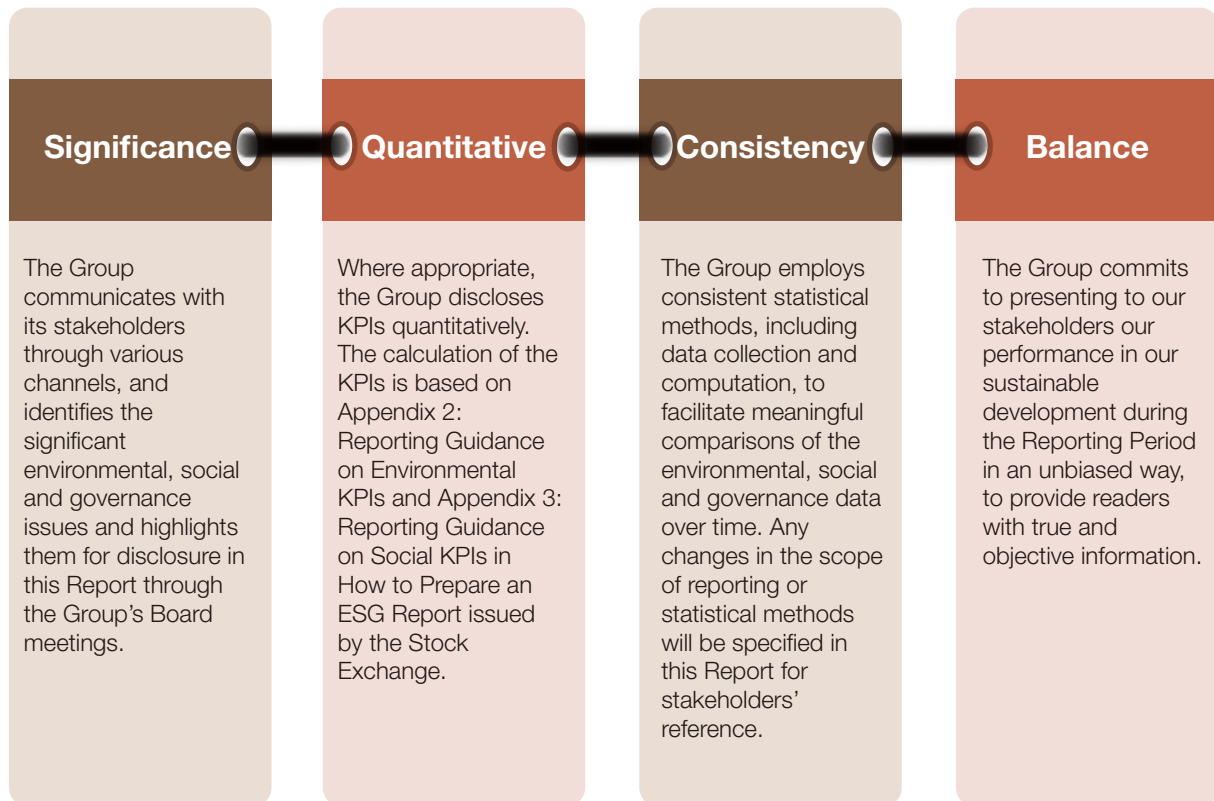 Significance
The Group
communicates with
its stakeholders
through various
channels, and
identifies the
significant
environmental, social
and governance
issues and highlights
them for disclosure in
this Report through
the Group’s Board
meetings.
Quantitative
Where appropriate,
the Group discloses
KPIs quantitatively.
The calculation of the
KPIs is based on
Appendix 2:
Reporting Guidance
on Environmental
KPIs and Appendix 3:
Reporting Guidance
on Social KPIs in
How to Prepare an
ESG Report issued
by the Stock
Exchange.
Consistency
The Group employs
consistent statistical
methods, including
data collection and
computation, to
facilitate meaningful
comparisons of the
environmental, social
and governance data
over time. Any
changes in the scope
of reporting or
statistical methods
will be specified in
this Report for
stakeholders’
reference.
Balance
The Group commits
to presenting to our
stakeholders our
performance in our
sustainable
development during
the Reporting Period
in an unbiased way,
to provide readers
with true and
objective information.